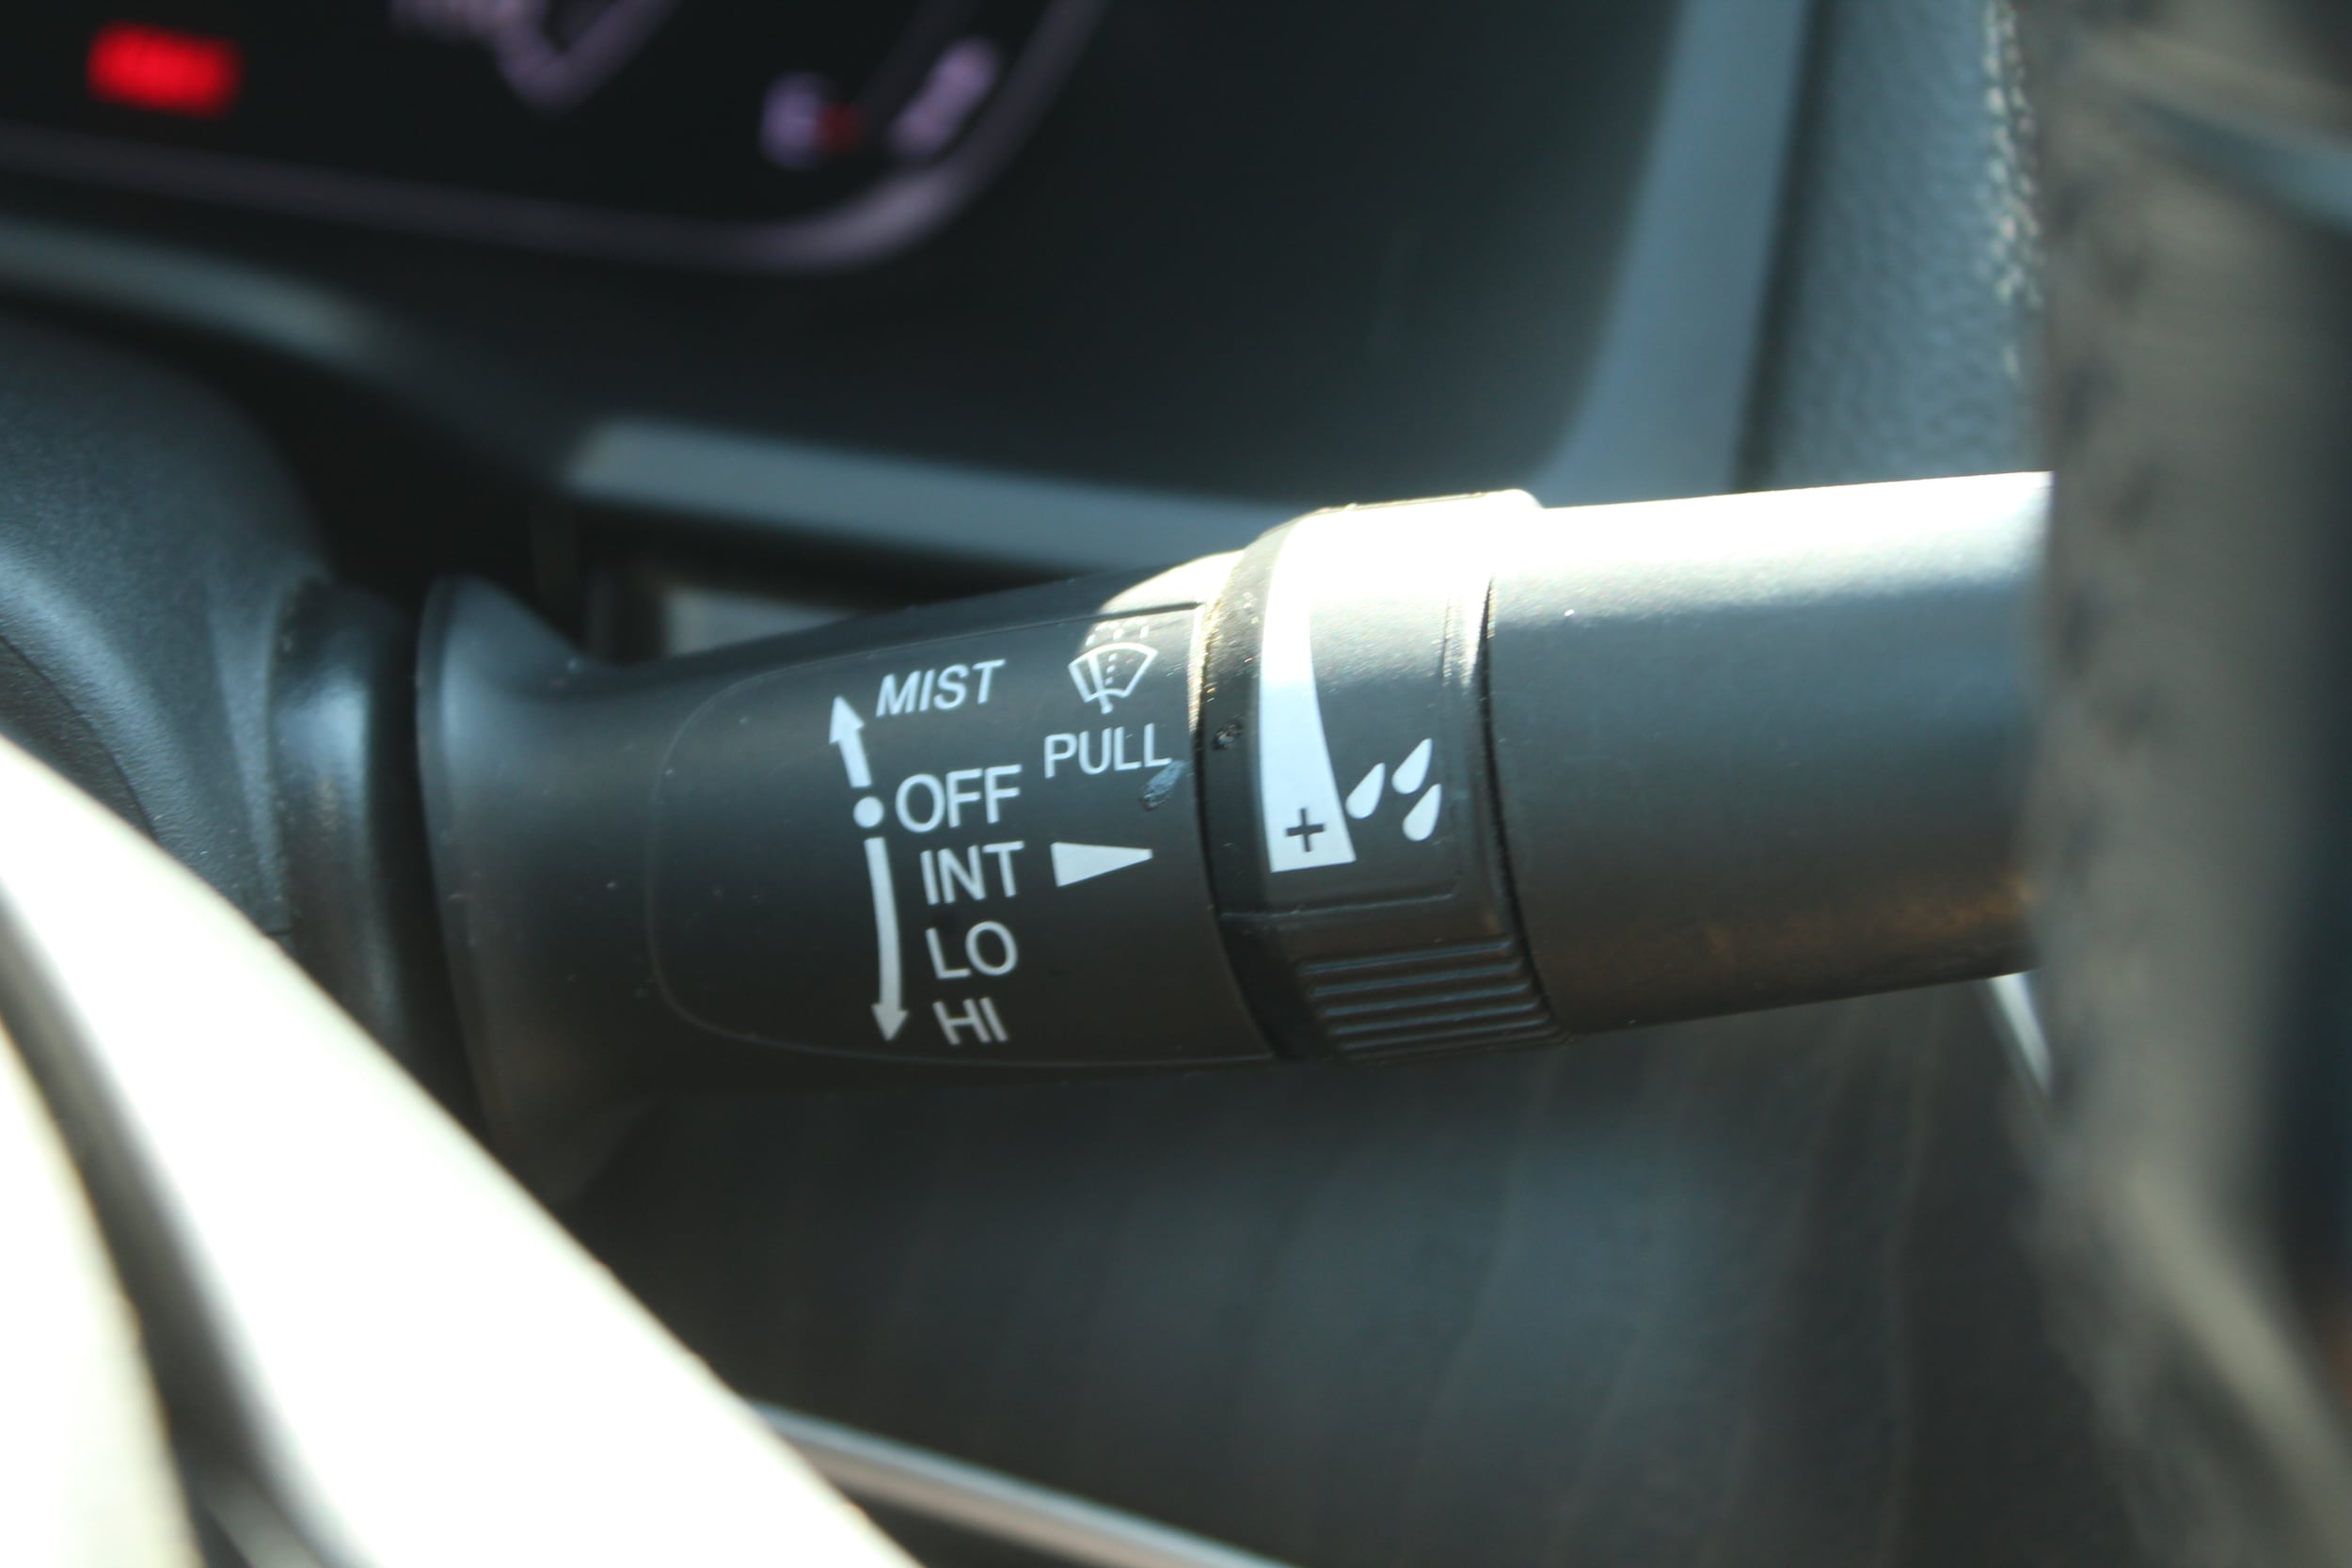 MIST
PULL
OFF
INT
LO
HI
+